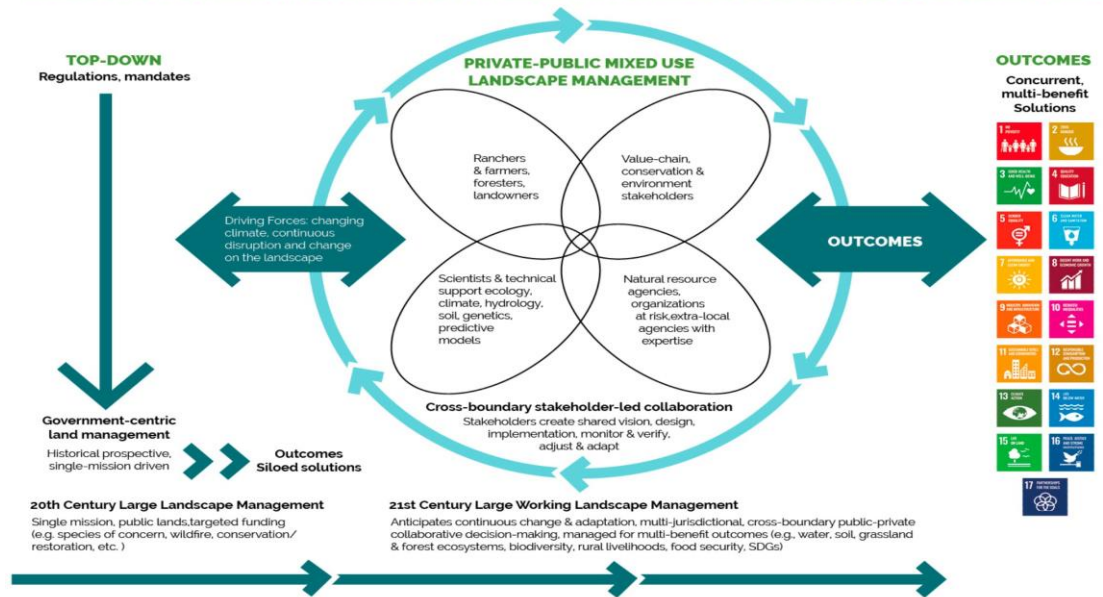 TOP-DOWN
Regulations, mandates
PRIVATE-PUBLIC MIXED USE
LANDSCAPE MANAGEMENT
Ranchers
& farmers,
foresters,
landowners
Value-chain,
conservation &
environment
stakeholders
Driving Forces: changing
climate, continuous
disruption and change
on the landscape
Scientists & technical
support ecology,
climate, hydrology,
soil, genetics,
predictive
models
Natural resource
agencies,
organizations
at risk,extra-local
agencies with
expertise
OUTCOMES
Cross-boundary stakeholder-led collaboration
Stakeholders create shared vision, design,
implementation, monitor & verify,
adjust & adapt
Government-centric
land management
Historical prospective,
single-mission driven
Outcomes
Siloed solutions
OUTCOMES
Concurrent,
multi-benefit
Solutions
1
2
3
4
5
6
7
8
9
10
11
12
13
14
15
16
17
20th Century Large Landscape Management
Single mission, public lands,targeted funding
(e.g. species of concern, wildfire, conservation/
restoration, etc. )
21st Century Large Working Landscape Management
Anticipates continuous change & adaptation, multi-jurisdictional, cross-boundary public-private
collaborative decision-making, managed for multi-benefit outcomes (e.g., water, soil, grassland
& forest ecosystems, biodiversity, rural livelihoods, food security, SDGs)